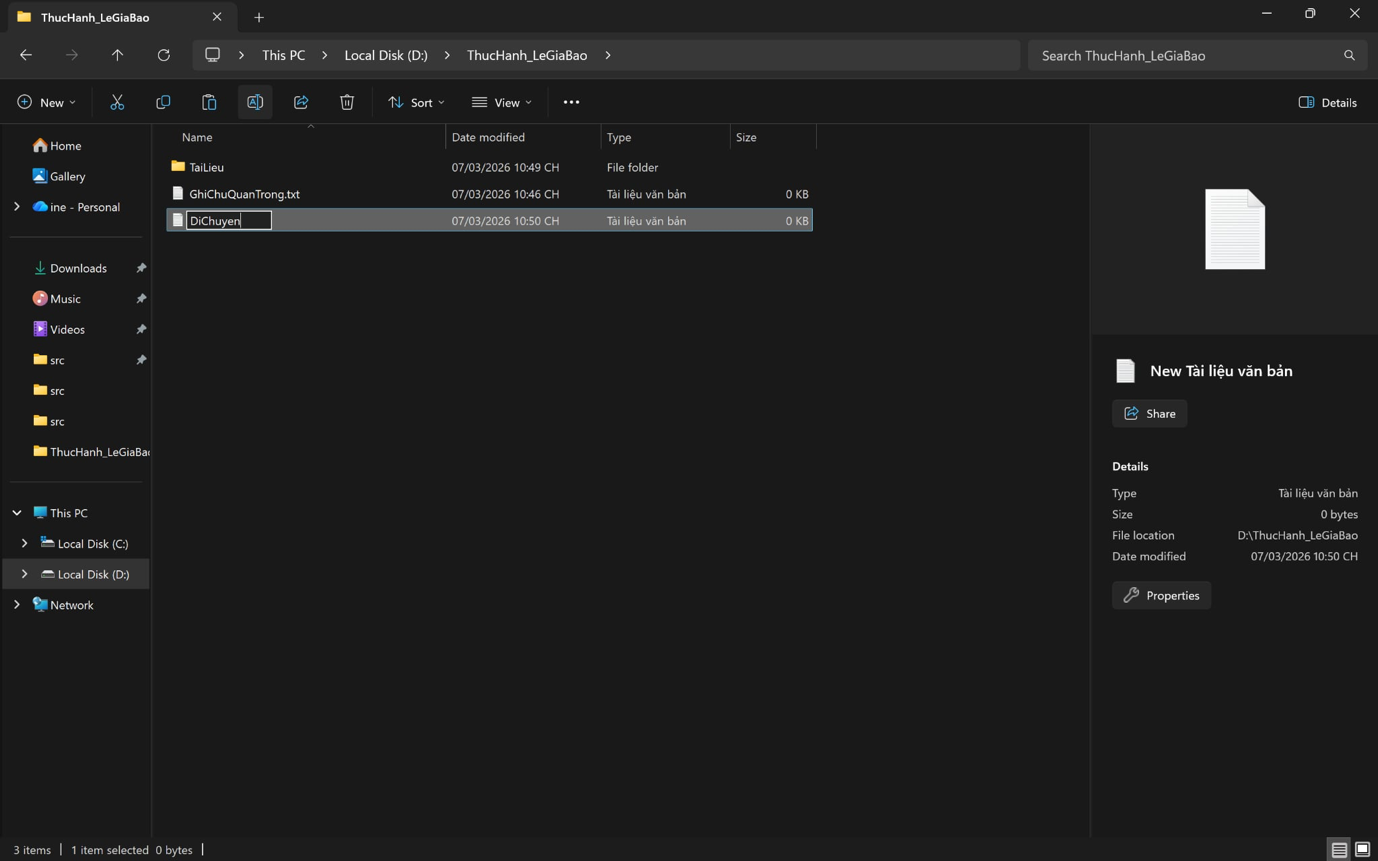 ThucHanh_LeGiaBao
This PC > Local Disk (D:) > ThucHanh_LeGiaBao >
Search ThucHanh_LeGiaBao
New
Sort
View
Details
Name Date modified Type Size
TaiLieu 07/03/2026 10:49 CH File folder
GhiChuQuanTrong.txt 07/03/2026 10:46 CH Tài liệu văn bản 0 KB
DiChuyen 07/03/2026 10:50 CH Tài liệu văn bản 0 KB
Home
Gallery
ine - Personal
Downloads
Music
Videos
src
src
src
ThucHanh_LeGiaBao
This PC
Local Disk (C:)
Local Disk (D:)
Network
New Tài liệu văn bản
Share
Details
Type Tài liệu văn bản
Size 0 bytes
File location D:\ThucHanh_LeGiaBao
Date modified 07/03/2026 10:50 CH
Properties
3 items | 1 item selected 0 bytes |